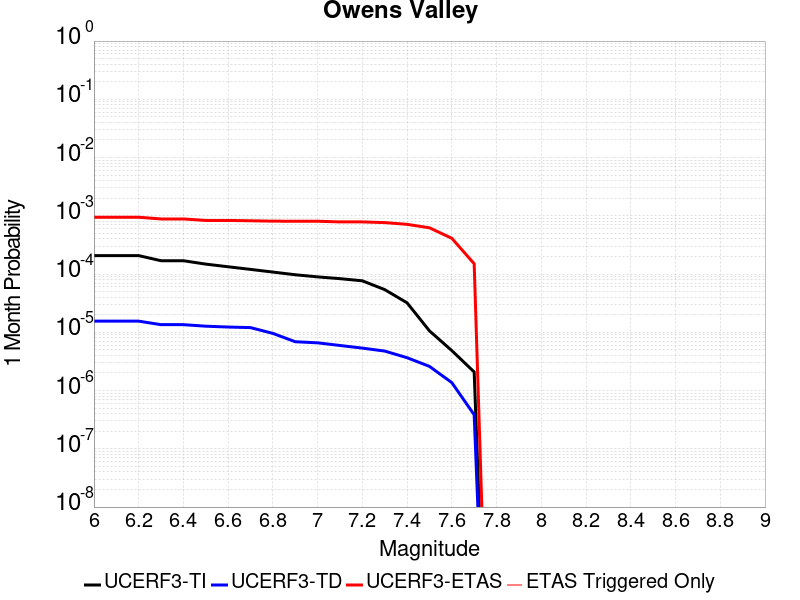 Owens Valley
1 Month Probability
10^0
10^-1
10^-2
10^-3
10^-4
10^-5
10^-6
10^-7
10^-8
6 6.2 6.4 6.6 6.8 7 7.2 7.4 7.6 7.8 8 8.2 8.4 8.6 8.8 9
Magnitude
UCERF3-TI UCERF3-TD UCERF3-ETAS ETAS Triggered Only